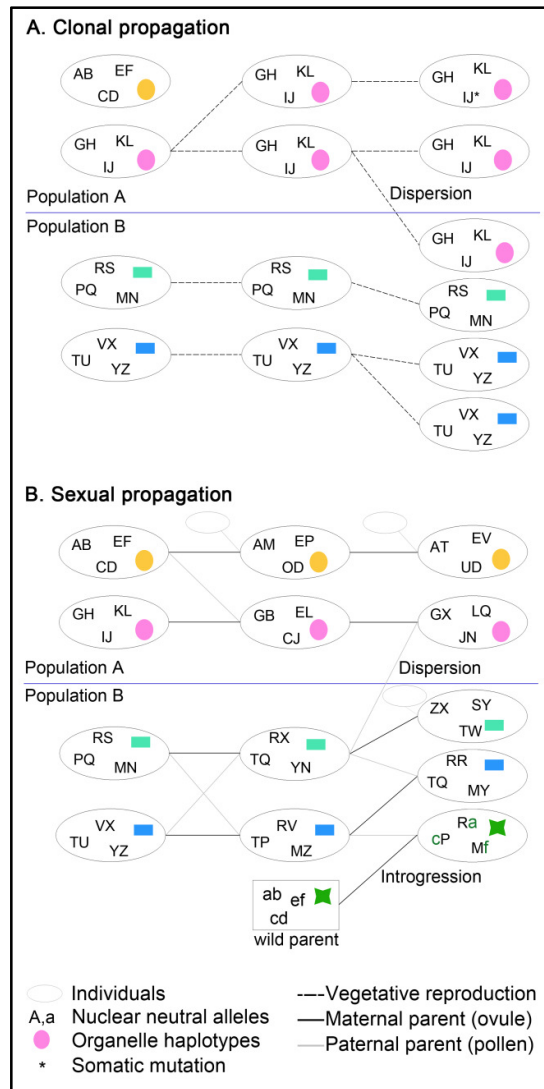 A. Clonal propagation
AB EF
CD
GH KL
IJ
GH KL
IJ*
GH KL
IJ
GH KL
IJ
GH KL
IJ
Population A
Dispersion
Population B
GH KL
IJ
RS
PQ MN
RS
PQ MN
RS
PQ MN
VX
TU YZ
VX
TU YZ
VX
TU YZ
VX
TU YZ
B. Sexual propagation
AB EF
CD
AM EP
OD
AT EV
UD
GH KL
IJ
GB EL
CJ
GX LQ
JN
Population A
Dispersion
Population B
ZX SY
TW
RS
PQ MN
RX
TQ YN
RR
TQ MY
VX
TU YZ
RV
TP MZ
Ra
cP Mf
Introgression
ab ef
cd
wild parent
Individuals
A,a Nuclear neutral alleles
Organelle haplotypes
* Somatic mutation
Vegetative reproduction
Maternal parent (ovule)
Paternal parent (pollen)